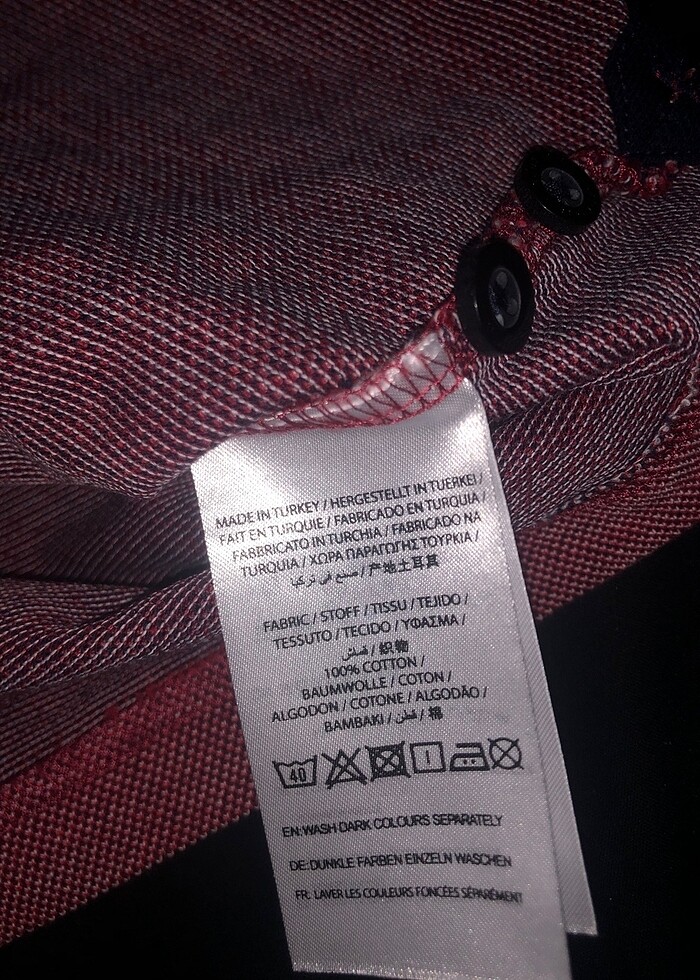 MADE IN TURKEY / HERGESTELLT IN TUERKEI /
FAIT EN TURQUIE / FABRICADO EN TURQUIA /
FABBRICATO IN TURCHIA / FABRICADO NA
TURQUIA / ΧΩΡΑ ΠΑΡΑΓΩΓΗΣ ΤΟΥΡΚΙΑ /
صنع في تركيا / 产地土耳其
FABRIC / STOFF / TISSU / TEJIDO /
TESSUTO / TECIDO / ΥΦΑΣΜΑ /
قماش / 织物
100% COTTON /
BAUMWOLLE / COTON /
ALGODON / COTONE / ALGODÃO /
BAMBAKI / قطن / 棉
40
EN:WASH DARK COLOURS SEPARATELY
DE:DUNKLE FARBEN EINZELN WASCHEN
FR: LAVER LES COULEURS FONCÉES SÉPARÉMENT